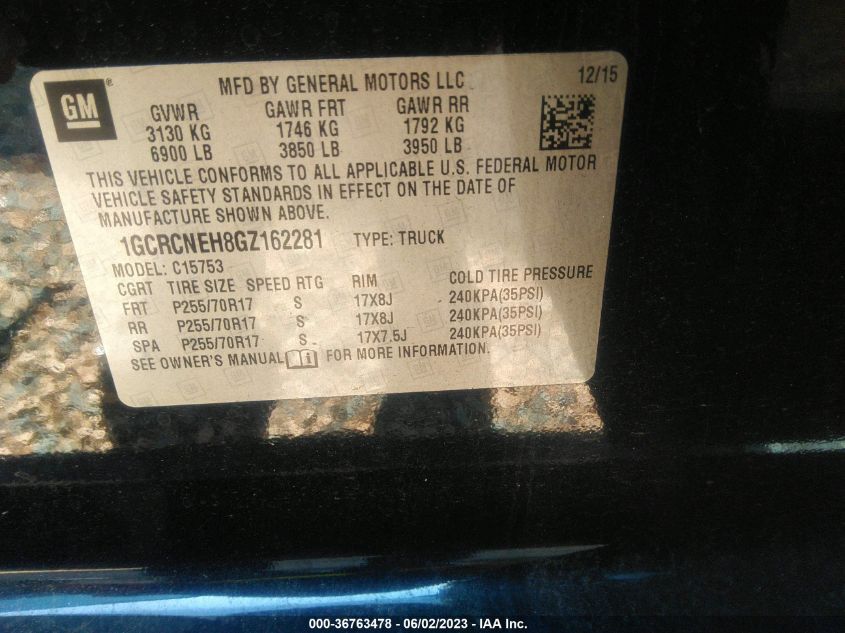 GM ®
MFD BY GENERAL MOTORS LLC 12/15
GVWR GAWR FRT GAWR RR
3130 KG 1746 KG 1792 KG
6900 LB 3850 LB 3950 LB
THIS VEHICLE CONFORMS TO ALL APPLICABLE U.S. FEDERAL MOTOR
VEHICLE SAFETY STANDARDS IN EFFECT ON THE DATE OF
MANUFACTURE SHOWN ABOVE.
1GCRCNEH8GZ162281 TYPE: TRUCK
MODEL: C15753
CGRT TIRE SIZE SPEED RTG RIM COLD TIRE PRESSURE
FRT P255/70R17 S 17X8J 240KPA(35PSI)
RR P255/70R17 S 17X8J 240KPA(35PSI)
SPA P255/70R17 S 17X7.5J 240KPA(35PSI)
SEE OWNER'S MANUAL FOR MORE INFORMATION.
000-36763478 - 06/02/2023 - IAA Inc.